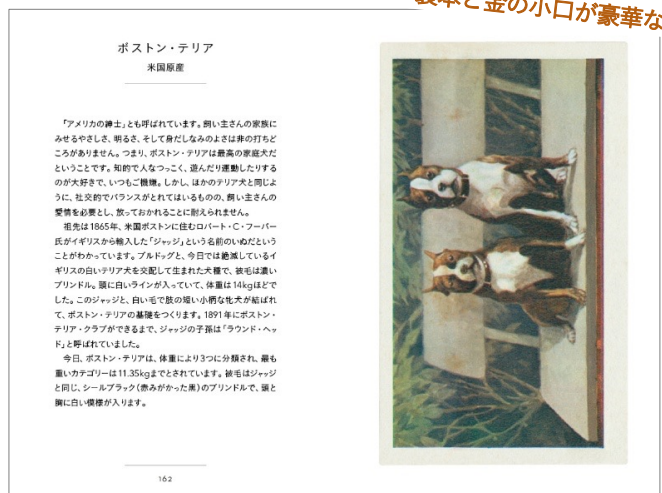 製本と金の小口が豪華な
ボストン・テリア
米国原産
「アメリカの紳士」とも呼ばれています。飼い主さんの家族に
みせるやさしさ、明るさ、そして身だしなみのよさは非の打ちど
ころがありません。つまり、ボストン・テリアは最高の家庭犬だ
ということです。知的で人なつっこく、遊んだり運動したりする
のが大好きで、いつもご機嫌。しかし、ほかのテリア犬と同じよ
うに、社交的でバランスがとれてはいるものの、飼い主さんの
愛情を必要とし、放っておかれることに耐えられません。
祖先は1865年、米国ボストンに住むロバート・C・フーパー
氏がイギリスから輸入した「ジャッジ」という名前のいぬだという
ことがわかっています。ブルドッグと、今日では絶滅しているイ
ギリスの白いテリア犬を交配して生まれた犬種で、被毛は濃い
ブリンドル。頭に白いラインが入っていて、体重は14kgほどで
した。このジャッジと、白い毛で肢の短い小柄な牝犬が結ばれ
て、ボストン・テリアの基礎をつくります。1891年にボストン・
テリア・クラブができるまで、ジャッジの子孫は「ラウンド・ヘッ
ド」と呼ばれていました。
今日、ボストン・テリアは、体重により3つに分類され、最も
重いカテゴリーは11.35kgまでとされています。被毛はジャッジ
と同じ、シールブラック(赤みがかった黒)のブリンドルで、頭と
胸に白い模様が入ります。
162